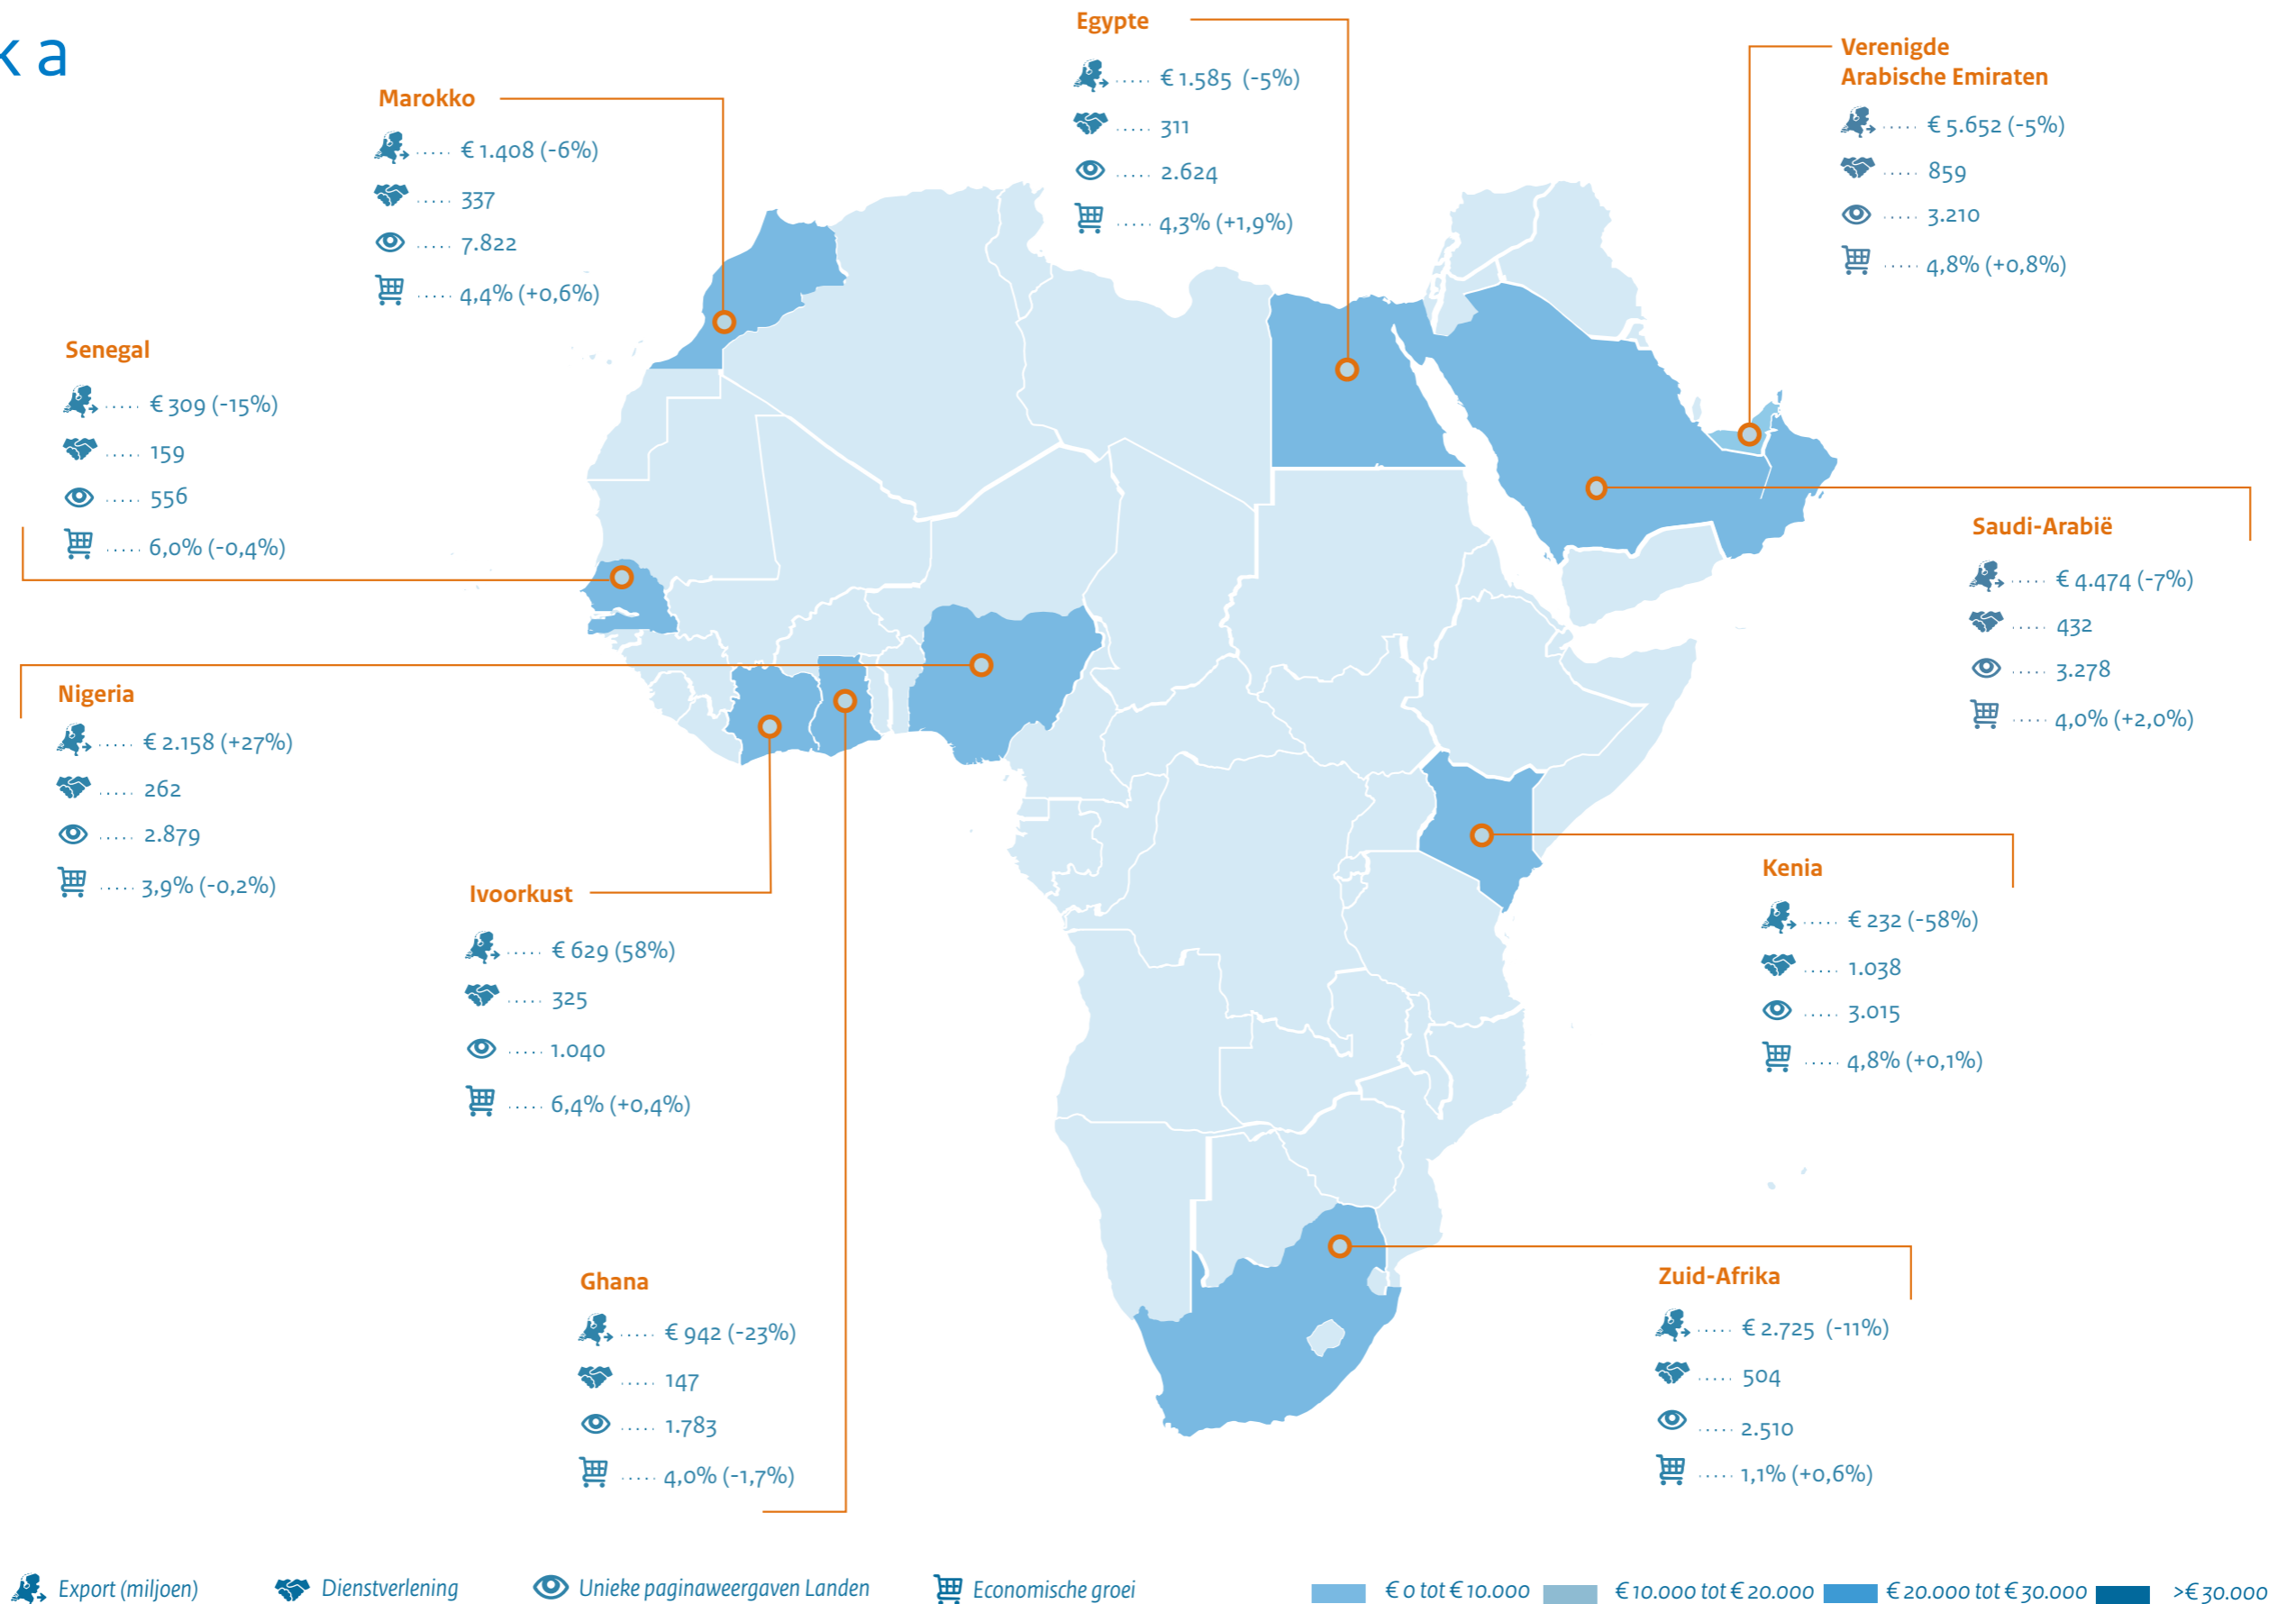 ka
Egypte
€ 1.585 (-5%)
311
2.624
4,3% (+1,9%)
Verenigde
Arabische Emiraten
€ 5.652 (-5%)
859
3.210
4,8% (+0,8%)
Marokko
€ 1.408 (-6%)
337
7.822
4,4% (+0,6%)
Senegal
€ 309 (-15%)
159
556
6,0% (-0,4%)
Saudi-Arabië
€ 4.474 (-7%)
432
3.278
4,0% (+2,0%)
Nigeria
€ 2.158 (+27%)
262
2.879
3,9% (-0,2%)
Ivoorkust
€ 629 (58%)
325
1.040
6,4% (+0,4%)
Kenia
€ 232 (-58%)
1.038
3.015
4,8% (+0,1%)
Ghana
€ 942 (-23%)
147
1.783
4,0% (-1,7%)
Zuid-Afrika
€ 2.725 (-11%)
504
2.510
1,1% (+0,6%)
Export (miljoen)
Dienstverlening
Unieke paginaweergaven Landen
Economische groei
€ 0 tot € 10.000
€ 10.000 tot € 20.000
€ 20.000 tot € 30.000
>€ 30.000